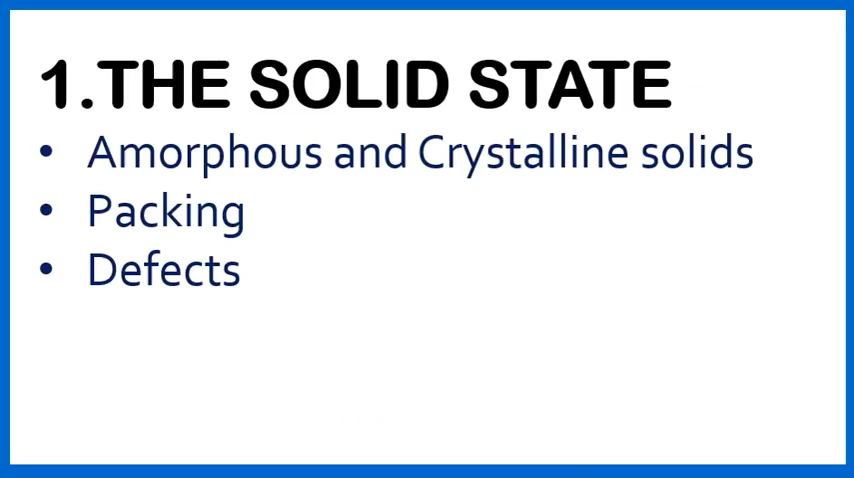 1.THE SOLID STATE
• Amorphous and Crystalline solids
• Packing
• Defects